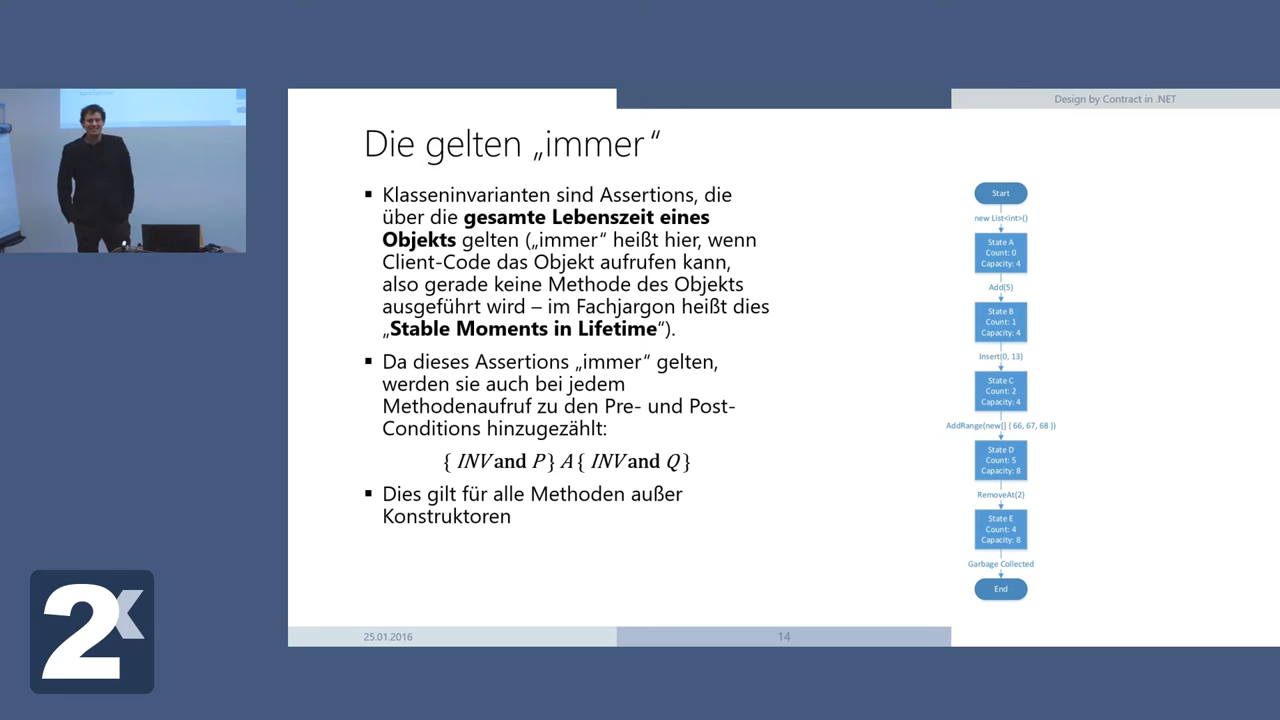 Design by Contract in .NET
Die gelten „immer“
Klasseninvarianten sind Assertions, die
über die gesamte Lebenszeit eines
Objekts gelten („immer“ heißt hier, wenn
Client-Code das Objekt aufrufen kann,
also gerade keine Methode des Objekts
ausgeführt wird – im Fachjargon heißt dies
„Stable Moments in Lifetime“).
Da dieses Assertions „immer“ gelten,
werden sie auch bei jedem
Methodenaufruf zu den Pre- und Post-
Conditions hinzugezählt:
{ INV and P } A { INV and Q }
Dies gilt für alle Methoden außer
Konstruktoren
Start
new List<int>()
State A
Count: 0
Capacity: 4
Add(5)
State B
Count: 1
Capacity: 4
Insert(0, 13)
State C
Count: 2
Capacity: 4
AddRange(new[] { 66, 67, 68 })
State D
Count: 5
Capacity: 8
RemoveAt(2)
State E
Count: 4
Capacity: 8
Garbage Collected
End
25.01.2016
14
2x